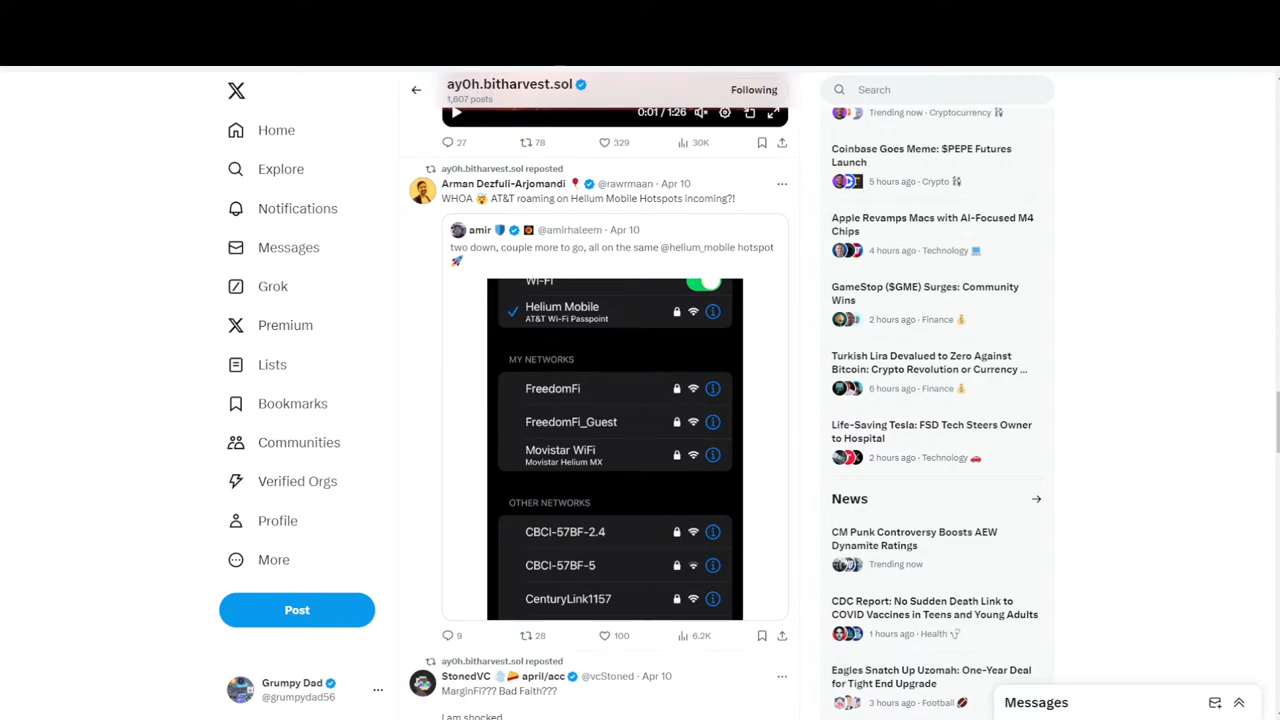 Home
Explore
Notifications
Messages
Grok
Premium
Lists
Bookmarks
Communities
Verified Orgs
Profile
More
Post
Grumpy Dad
@grumpydad56
ay0h.bitharvest.sol
1,607 posts
Following
0:01 / 1:26
27 78 329 30K
ay0h.bitharvest.sol reposted
Arman Dezfuli-Arjomandi 🎈 @rawrmaan · Apr 10
WHOA 🤯 AT&T roaming on Helium Mobile Hotspots incoming?!
amir 🛡️ @amirhaleem · Apr 10
two down, couple more to go, all on the same @helium_mobile hotspot
🚀
Wi-Fi
Helium Mobile
AT&T Wi-Fi Passpoint
MY NETWORKS
FreedomFi
FreedomFi_Guest
Movistar WiFi
Movistar Helium MX
OTHER NETWORKS
CBCI-57BF-2.4
CBCI-57BF-5
CenturyLink1157
9 28 100 6.2K
ay0h.bitharvest.sol reposted
StonedVC april/acc @vcStoned · Apr 10
MarginFi??? Bad Faith???
I am shocked
Search
Trending now · Cryptocurrency
Coinbase Goes Meme: $PEPE Futures
Launch
5 hours ago · Crypto
Apple Revamps Macs with AI-Focused M4
Chips
4 hours ago · Technology 💻
GameStop ($GME) Surges: Community
Wins
2 hours ago · Finance 💰
Turkish Lira Devalued to Zero Against
Bitcoin: Crypto Revolution or Currency ...
6 hours ago · Finance 💰
Life-Saving Tesla: FSD Tech Steers Owner
to Hospital
2 hours ago · Technology 🚗
News
CM Punk Controversy Boosts AEW
Dynamite Ratings
Trending now
CDC Report: No Sudden Death Link to
COVID Vaccines in Teens and Young Adults
1 hours ago · Health 🩺
Eagles Snatch Up Uzomah: One-Year Deal
for Tight End Upgrade
3 hours ago · Football 🏈
Messages